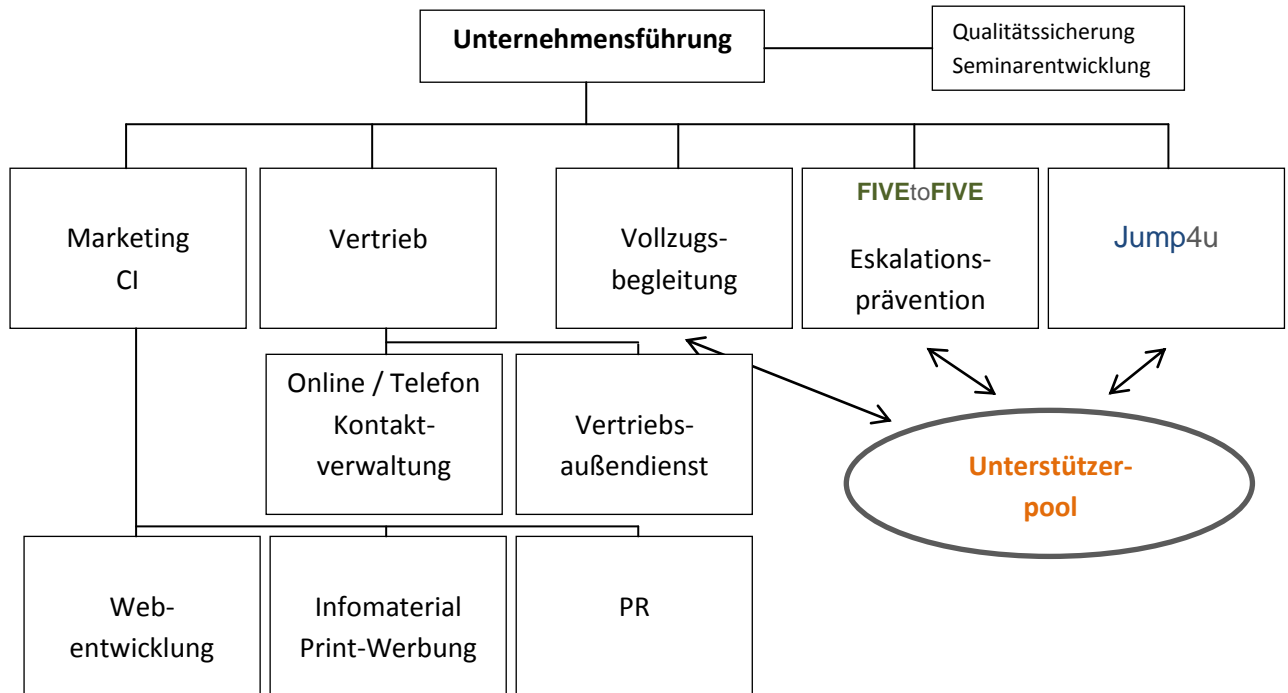 Unternehmensführung
Qualitätssicherung
Seminarentwicklung
Marketing
CI
Vertrieb
Vollzugs-
begleitung
FIVEtoFIVE
Eskalations-
prävention
Jump4u
Online / Telefon
Kontakt-
verwaltung
Vertriebs-
außendienst
Unterstützer-
pool
Web-
entwicklung
Infomaterial
Print-Werbung
PR